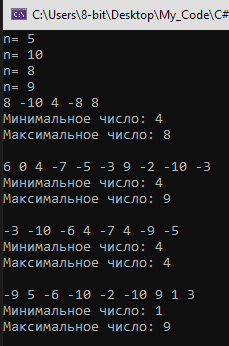 C:\Users\8-bit\Desktop\My_Code\C#
n= 5
n= 10
n= 8
n= 9
8 -10 4 -8 8
Минимальное число: 4
Максимальное число: 8
6 0 4 -7 -5 -3 9 -2 -10 -3
Минимальное число: 4
Максимальное число: 9
-3 -10 -6 4 -7 4 -9 -5
Минимальное число: 4
Максимальное число: 4
-9 5 -6 -10 -2 -10 9 1 3
Минимальное число: 1
Максимальное число: 9